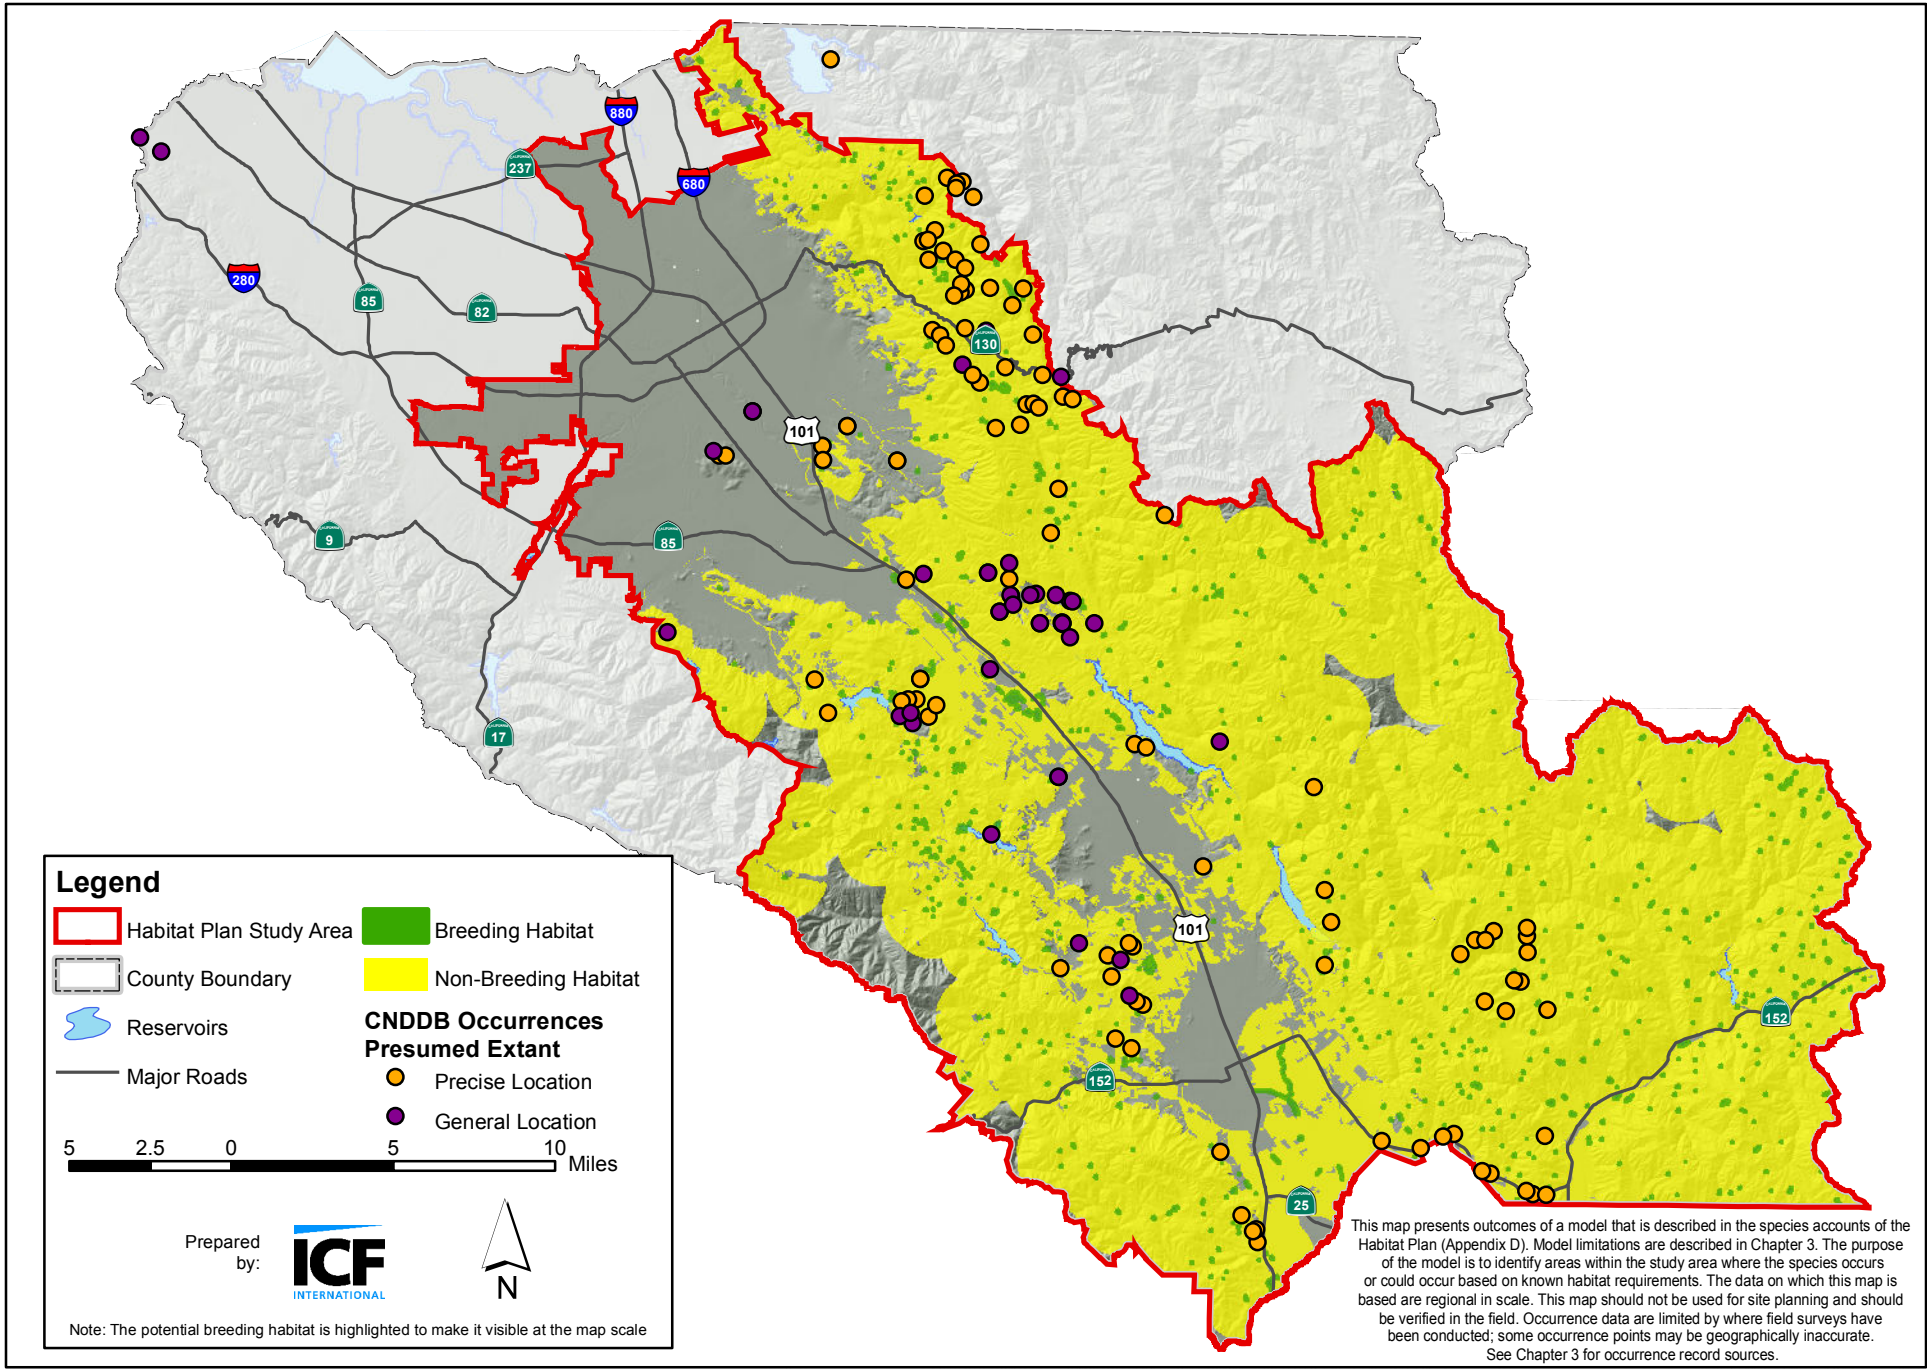 880
237
680
280
85
82
130
101
9
85
17
101
152
152
25
Legend
Habitat Plan Study Area
County Boundary
Reservoirs
Major Roads
Breeding Habitat
Non-Breeding Habitat
CNDDB Occurrences
Presumed Extant
Precise Location
General Location
5 2.5 0 5 10
Miles
Prepared
by:
ICF
INTERNATIONAL
N
Note: The potential breeding habitat is highlighted to make it visible at the map scale
This map presents outcomes of a model that is described in the species accounts of the
Habitat Plan (Appendix D). Model limitations are described in Chapter 3. The purpose
of the model is to identify areas within the study area where the species occurs
or could occur based on known habitat requirements. The data on which this map is
based are regional in scale. This map should not be used for site planning and should
be verified in the field. Occurrence data are limited by where field surveys have
been conducted; some occurrence points may be geographically inaccurate.
See Chapter 3 for occurrence record sources.